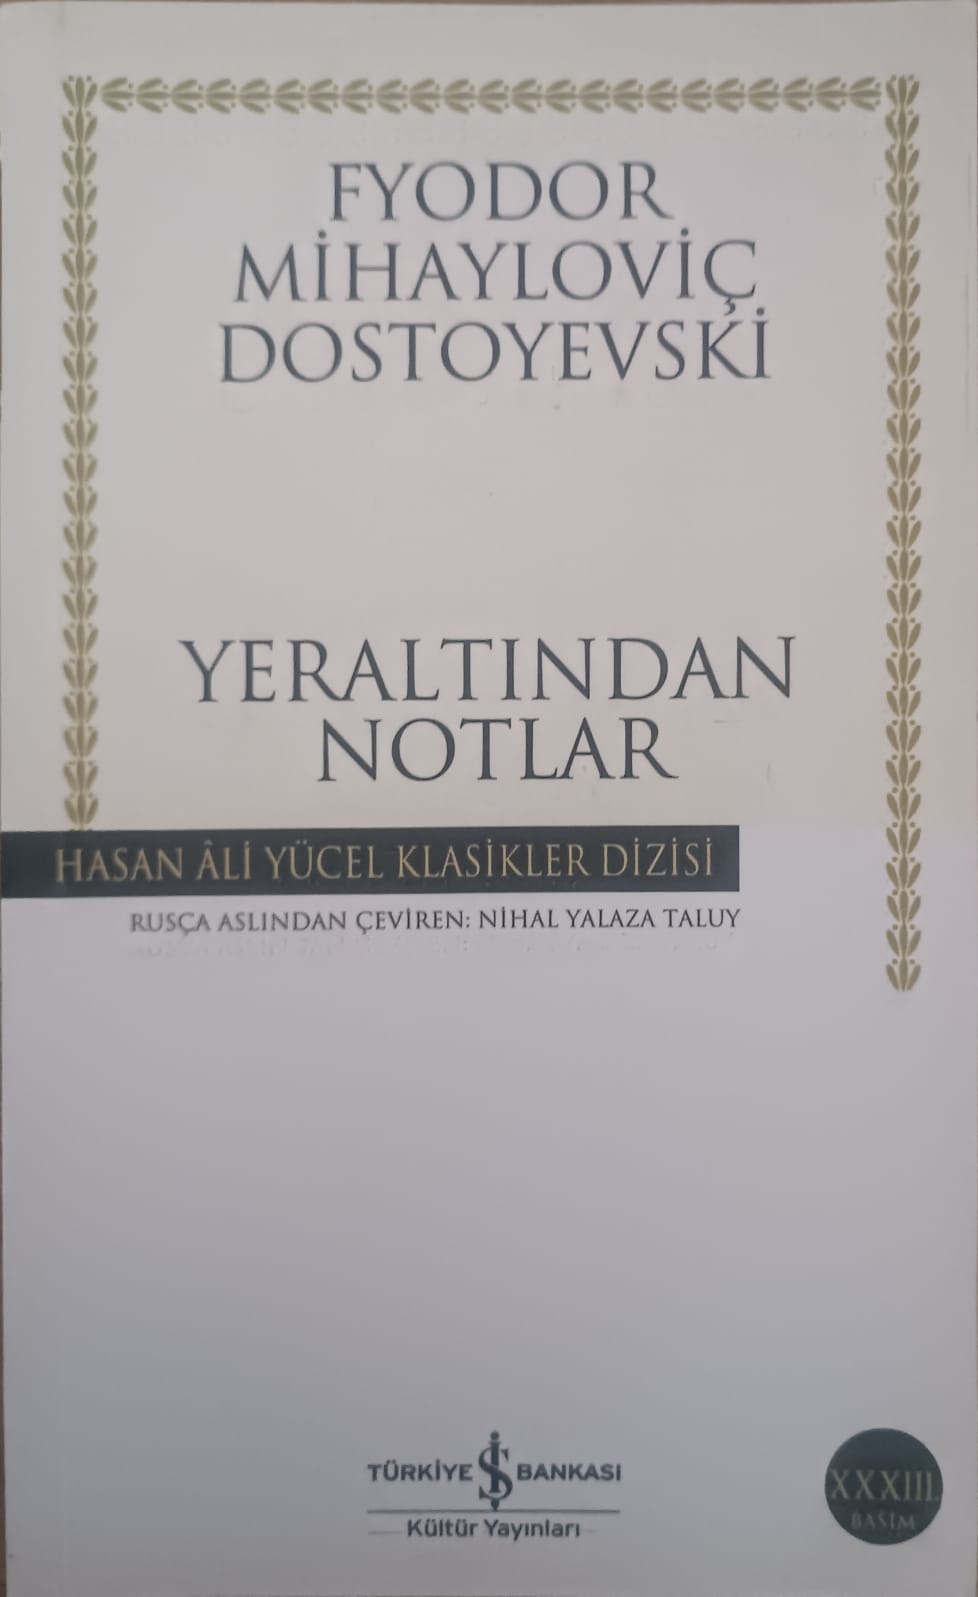 FYODOR
MİHAYLOVİÇ
DOSTOYEVSKİ
YERALTINDAN
NOTLAR
HASAN ÂLİ YÜCEL KLASİKLER DİZİSİ
RUSÇA ASLINDAN ÇEVİREN: NİHAL YALAZA TALUY
TÜRKİYE İŞ BANKASI
Kültür Yayınları
XXXIII.
BASIM